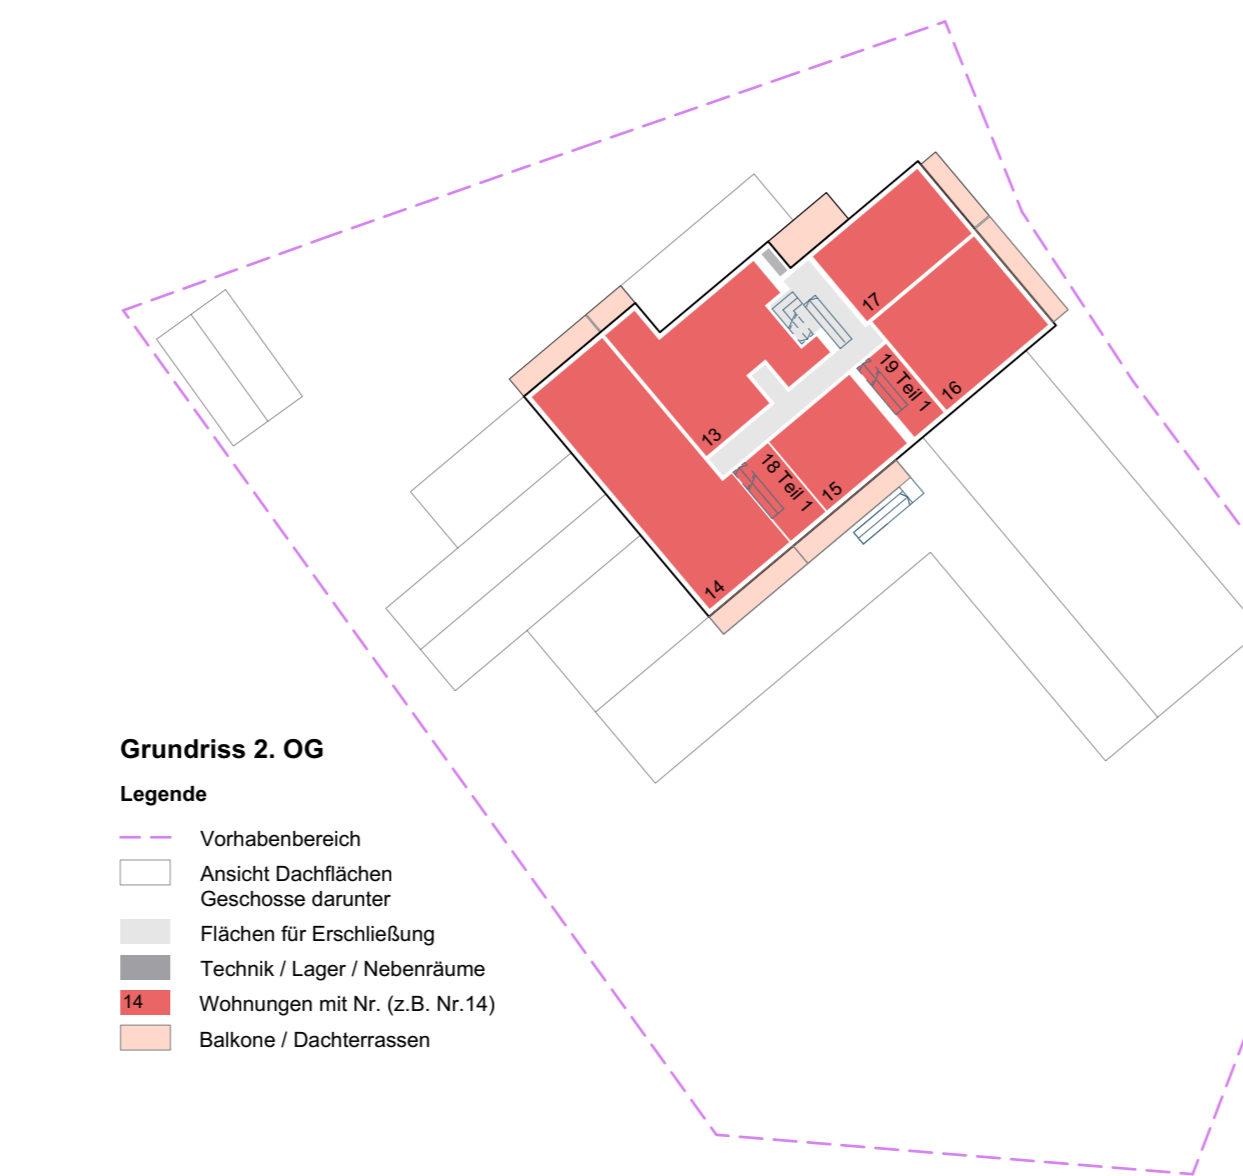 17
16
19 Teil 1
13
18 Teil 1
15
14
Grundriss 2. OG
Legende
Vorhabenbereich
Ansicht Dachflächen
Geschosse darunter
Flächen für Erschließung
Technik / Lager / Nebenräume
14 Wohnungen mit Nr. (z.B. Nr.14)
Balkone / Dachterrassen